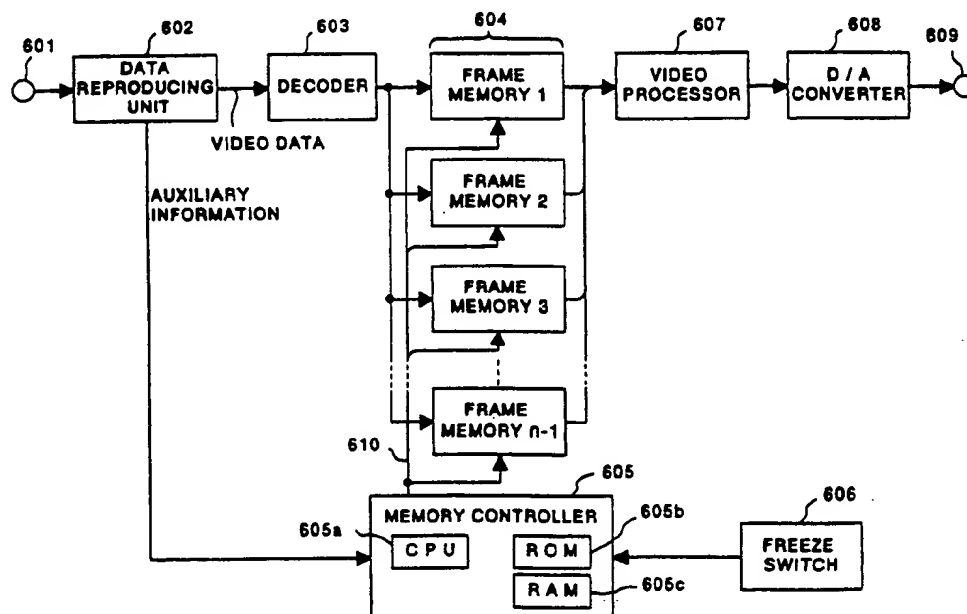 601
602
603
604
607
608
609
DATA
REPRODUCING
UNIT
DECODER
FRAME
MEMORY 1
VIDEO
PROCESSOR
D / A
CONVERTER
VIDEO DATA
AUXILIARY
INFORMATION
FRAME
MEMORY 2
FRAME
MEMORY 3
FRAME
MEMORY n-1
610
605
606
MEMORY CONTROLLER
605a
CPU
605b
ROM
605c
RAM
FREEZE
SWITCH